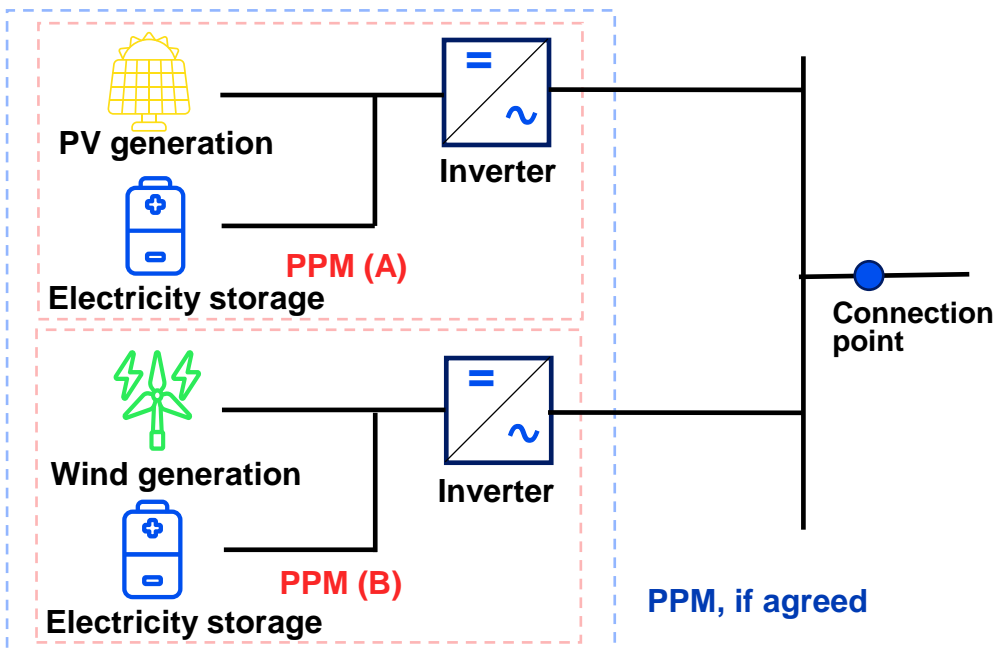 PV generation
Inverter
PPM (A)
Electricity storage
Connection
point
Wind generation
Inverter
PPM (B)
PPM, if agreed
Electricity storage